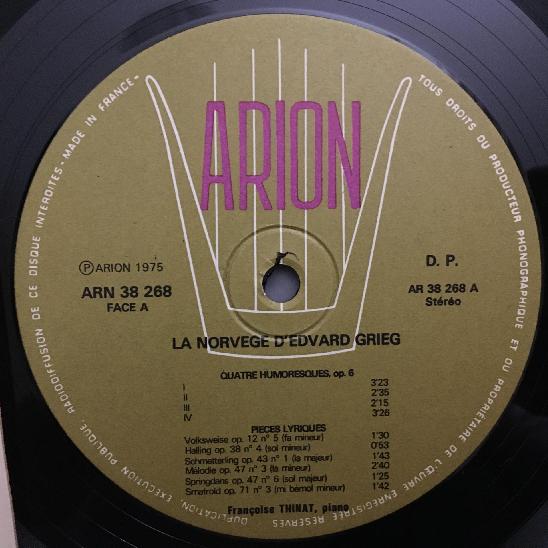 ARION
TOUS DROITS DU PRODUCTEUR PHONOGRAPHIQUE ET DU PROPRIETAIRE DE L'ŒUVRE ENREGISTREE RESERVES - DUPLICATION - EXECUTION PUBLIQUE - RADIODIFFUSION DE CE DISQUE INTERDITES - MADE IN FRANCE -
Ⓟ ARION 1975
ARN 38 268
FACE A
D. P.
AR 38 268 A
Stéréo
LA NORVEGE D'EDVARD GRIEG
QUATRE HUMORESQUES, op. 6
I 3'23
II 2'35
III 2'15
IV 3'26
PIECES LYRIQUES
Volksweise op. 12 n° 5 (fa mineur) 1'30
Halling op. 38 n° 4 (sol mineur) 0'53
Schmetterling op. 43 n° 1 (la majeur) 1'43
Mélodie op. 47 n° 3 (la mineur) 2'40
Springdans op. 47 n° 6 (sol majeur) 1'25
Smatrold op. 71 n° 3 (mi bémol mineur) 1'42
Françoise THINAT, piano